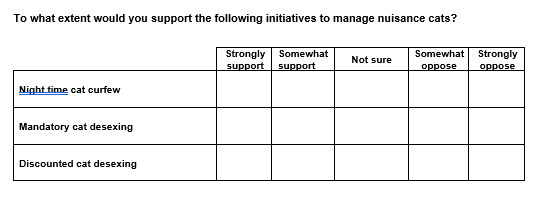 To what extent would you support the following initiatives to manage nuisance cats?
Strongly support
Somewhat support
Not sure
Somewhat oppose
Strongly oppose
Night time cat curfew
Mandatory cat desexing
Discounted cat desexing